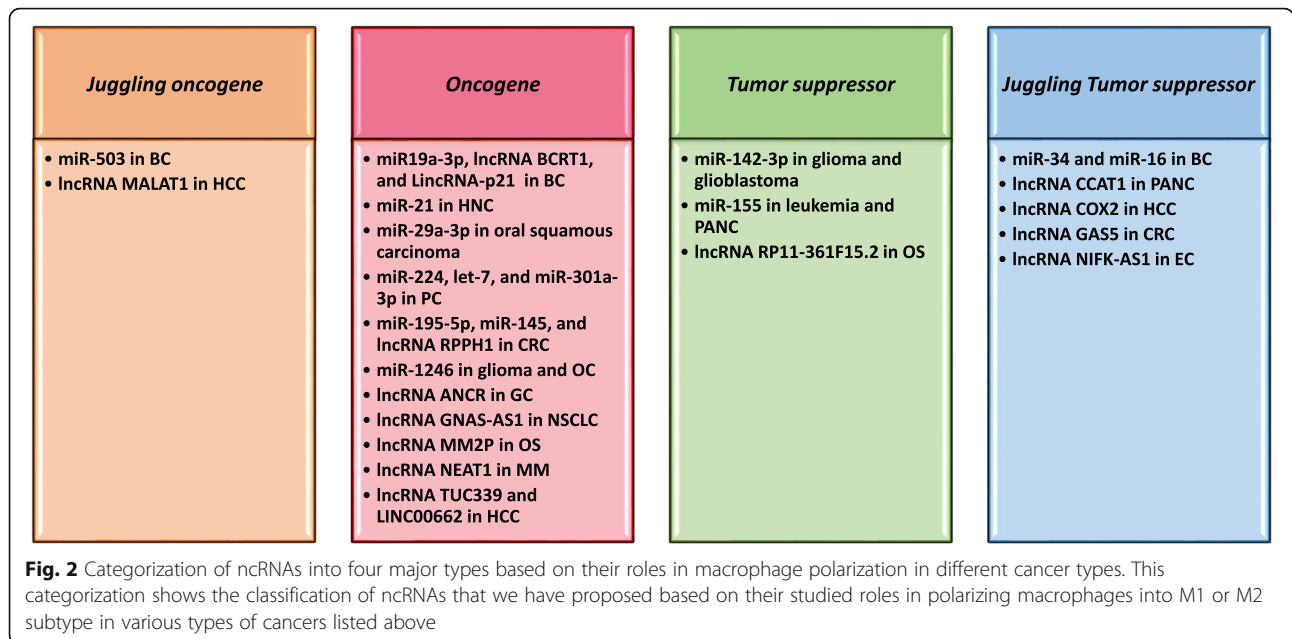 Juggling oncogene
• miR-503 in BC
• lncRNA MALAT1 in HCC
Oncogene
• miR19a-3p, lncRNA BCRT1,
and LincRNA-p21 in BC
• miR-21 in HNC
• miR-29a-3p in oral squamous
carcinoma
• miR-224, let-7, and miR-301a-
3p in PC
• miR-195-5p, miR-145, and
lncRNA RPPH1 in CRC
• miR-1246 in glioma and OC
• lncRNA ANCR in GC
• lncRNA GNAS-AS1 in NSCLC
• lncRNA MM2P in OS
• lncRNA NEAT1 in MM
• lncRNA TUC339 and
LINC00662 in HCC
Tumor suppressor
• miR-142-3p in glioma and
glioblastoma
• miR-155 in leukemia and
PANC
• lncRNA RP11-361F15.2 in OS
Juggling Tumor suppressor
• miR-34 and miR-16 in BC
• lncRNA CCAT1 in PANC
• lncRNA COX2 in HCC
• lncRNA GAS5 in CRC
• lncRNA NIFK-AS1 in EC
Fig. 2 Categorization of ncRNAs into four major types based on their roles in macrophage polarization in different cancer types. This
categorization shows the classification of ncRNAs that we have proposed based on their studied roles in polarizing macrophages into M1 or M2
subtype in various types of cancers listed above